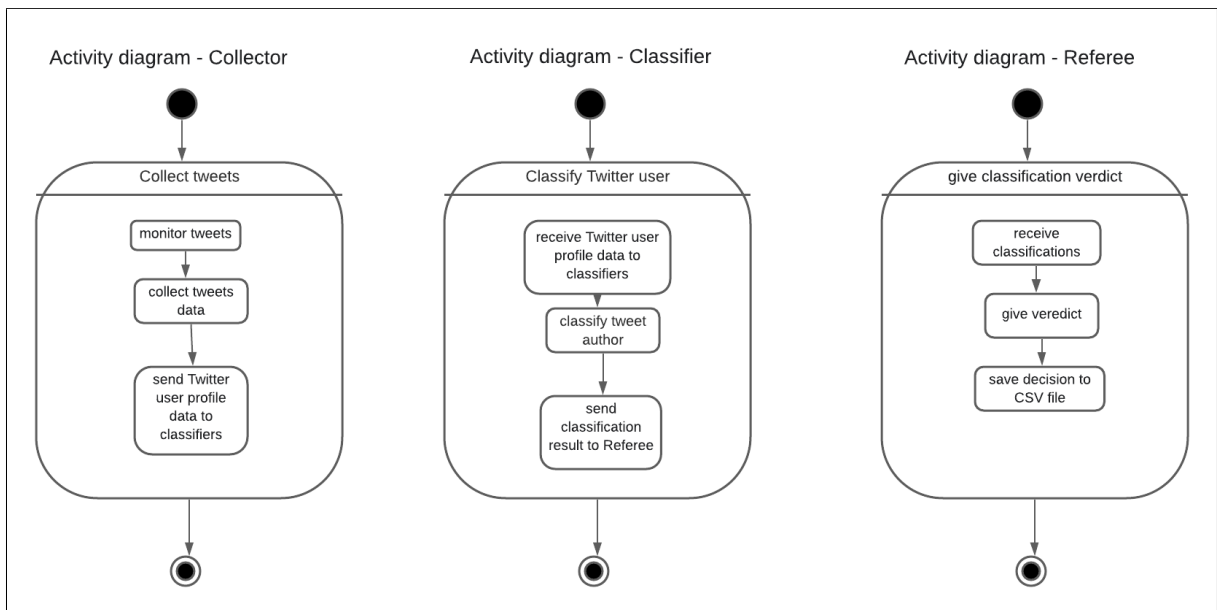 Activity diagram - Collector
Collect tweets
monitor tweets
collect tweets
data
send Twitter
user profile
data to
classifiers
Activity diagram - Classifier
Classify Twitter user
receive Twitter user
profile data to
classifiers
classify tweet
author
send
classification
result to Referee
Activity diagram - Referee
give classification verdict
receive
classifications
give veredict
save decision to
CSV file